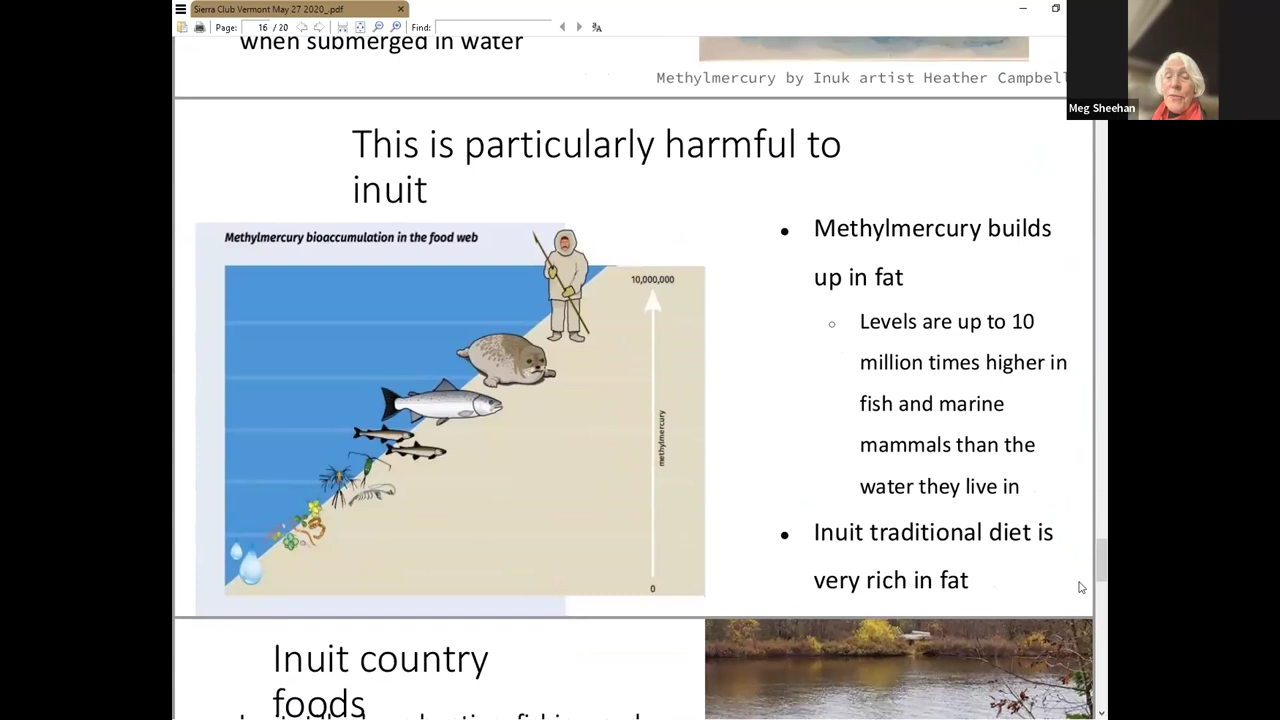 Sierra Club Vermont May 27 2020_.pdf
Page: 16 / 20 Find:
when submerged in water
Methylmercury by Inuk artist Heather Campbell
Meg Sheehan
This is particularly harmful to
inuit
Methylmercury bioaccumulation in the food web
10,000,000
methylmercury
0
• Methylmercury builds
up in fat
○ Levels are up to 10
million times higher in
fish and marine
mammals than the
water they live in
• Inuit traditional diet is
very rich in fat
Inuit country
foods